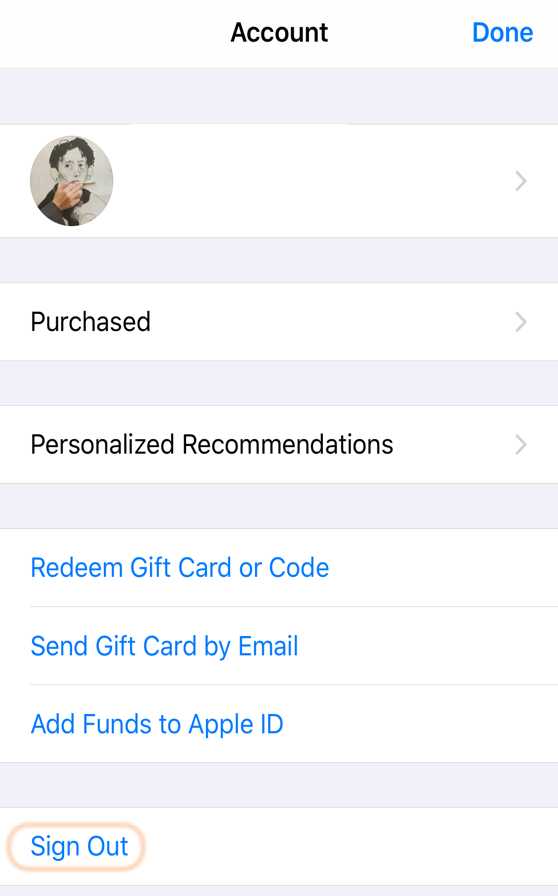 Account
Done
Purchased
Personalized Recommendations
Redeem Gift Card or Code
Send Gift Card by Email
Add Funds to Apple ID
Sign Out